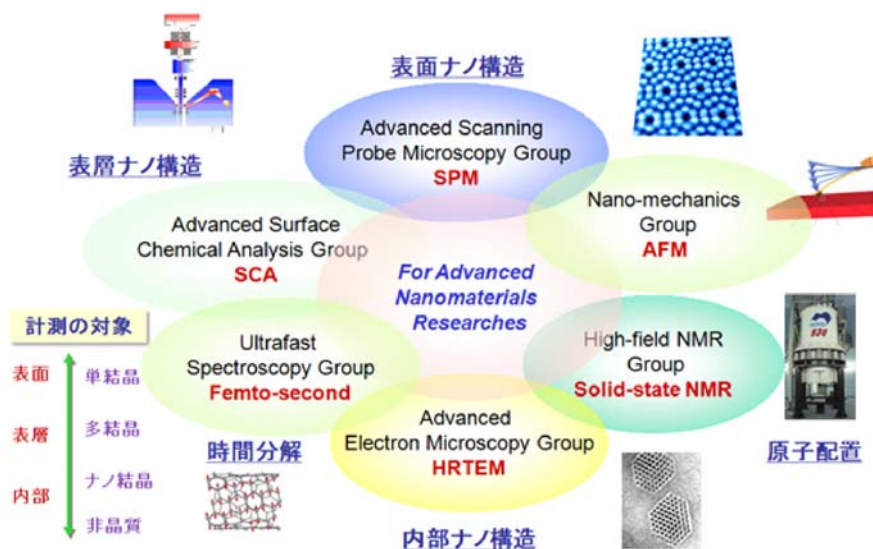 表面ナノ構造
Advanced Scanning
Probe Microscopy Group
SPM
表層ナノ構造
Nano-mechanics
Group
AFM
Advanced Surface
Chemical Analysis Group
SCA
For Advanced
Nanomaterials
Researches
計測の対象
表面
表層
内部
単結晶
多結晶
ナノ結晶
非晶質
Ultrafast
Spectroscopy Group
Femto-second
High-field NMR
Group
Solid-state NMR
930
原子配置
時間分解
Advanced
Electron Microscopy Group
HRTEM
内部ナノ構造